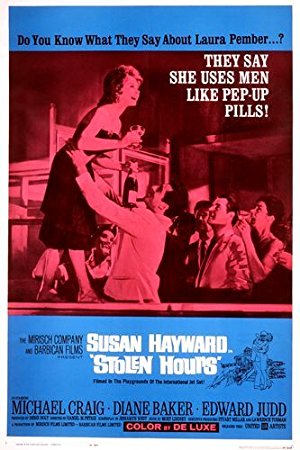 Do You Know What They Say About Laura Pember...?
THEY SAY
SHE USES MEN
LIKE PEP-UP
PILLS!
THE
MIRISCH COMPANY
AND
BARBICAN FILMS
PRESENT
SUSAN HAYWARD IN
"STOLEN HOURS"
Filmed In The Playgrounds Of The International Jet Set!
MICHAEL CRAIG · DIANE BAKER · EDWARD JUDD
COLOR BY DE LUXE
UNITED ARTISTS